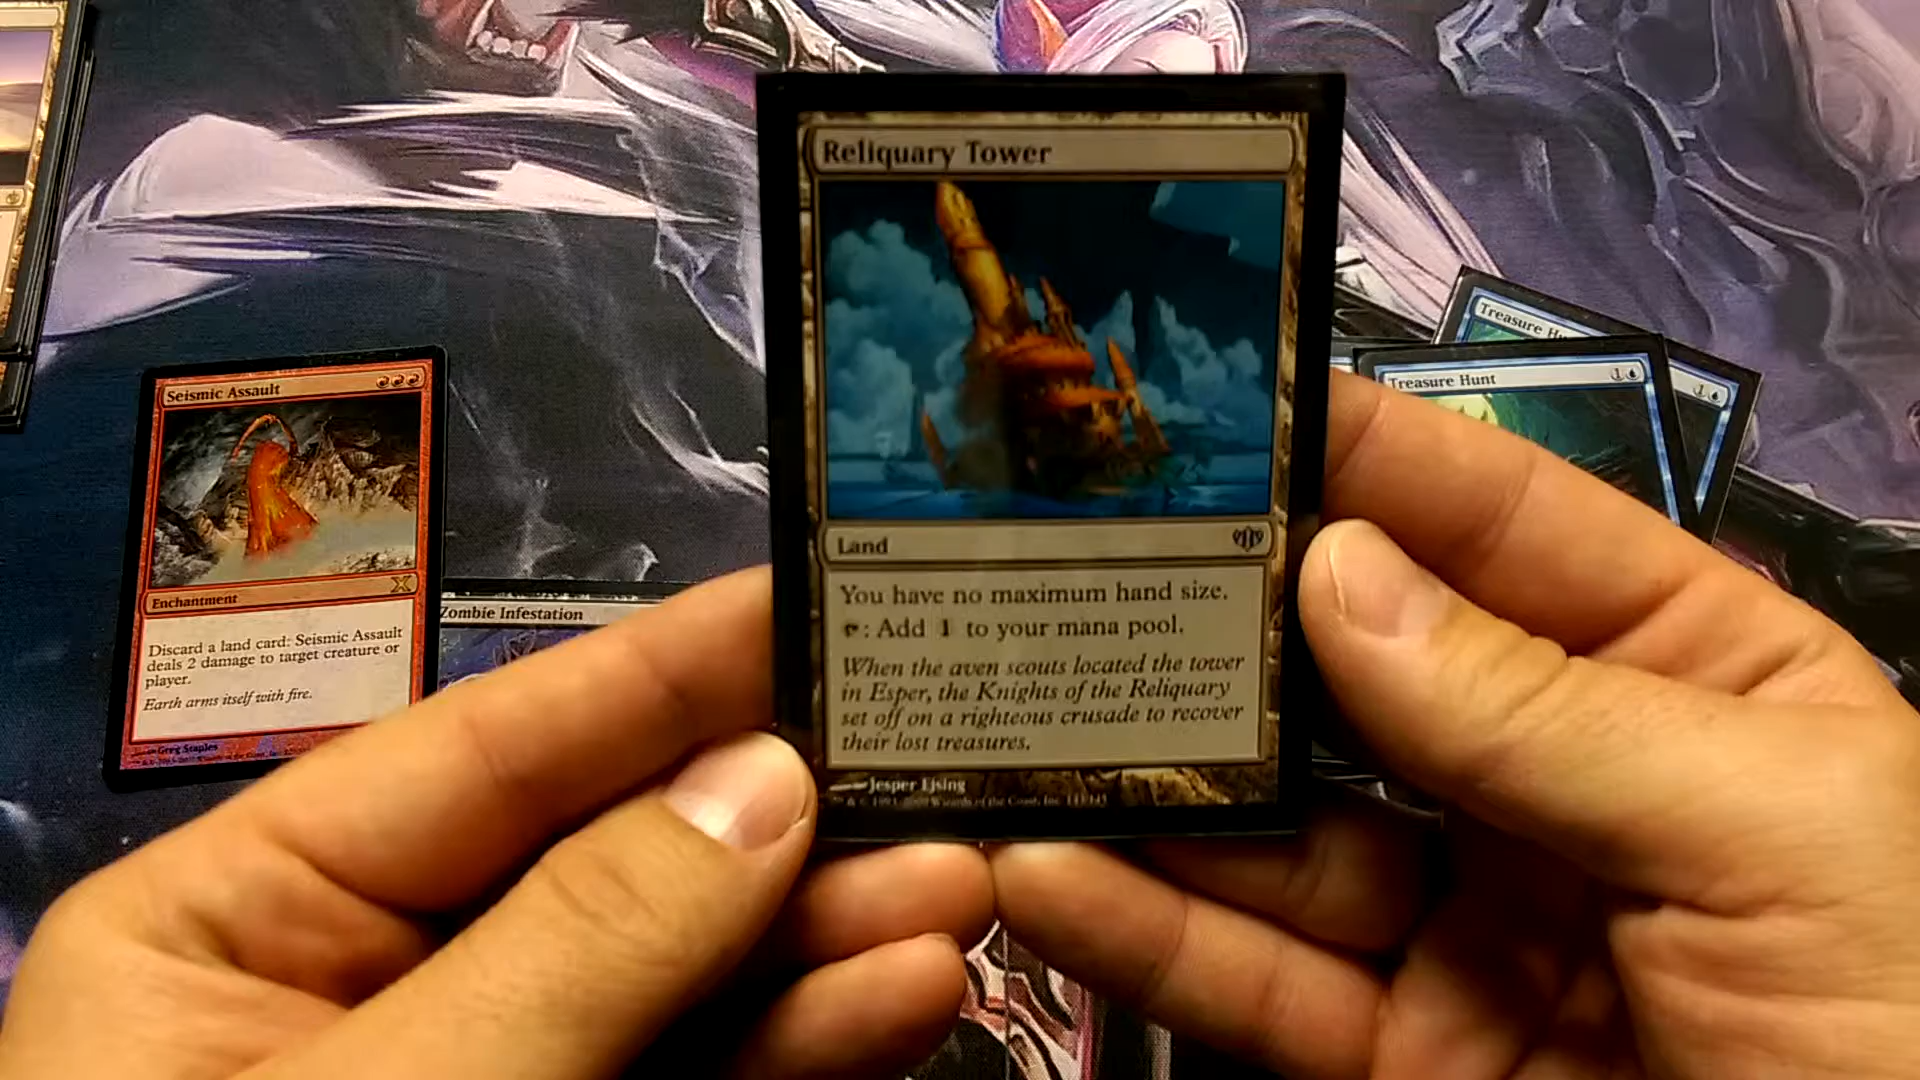 Reliquary Tower
Land
You have no maximum hand size.
: Add 1 to your mana pool.
When the aven scouts located the tower
in Esper, the Knights of the Reliquary
set off on a righteous crusade to recover
their lost treasures.
Jesper Ejsing
Seismic Assault
Enchantment
Discard a land card: Seismic Assault
deals 2 damage to target creature or
player.
Earth arms itself with fire.
Greg Staples
Zombie Infestation
Treasure
1
Treasure Hunt
1